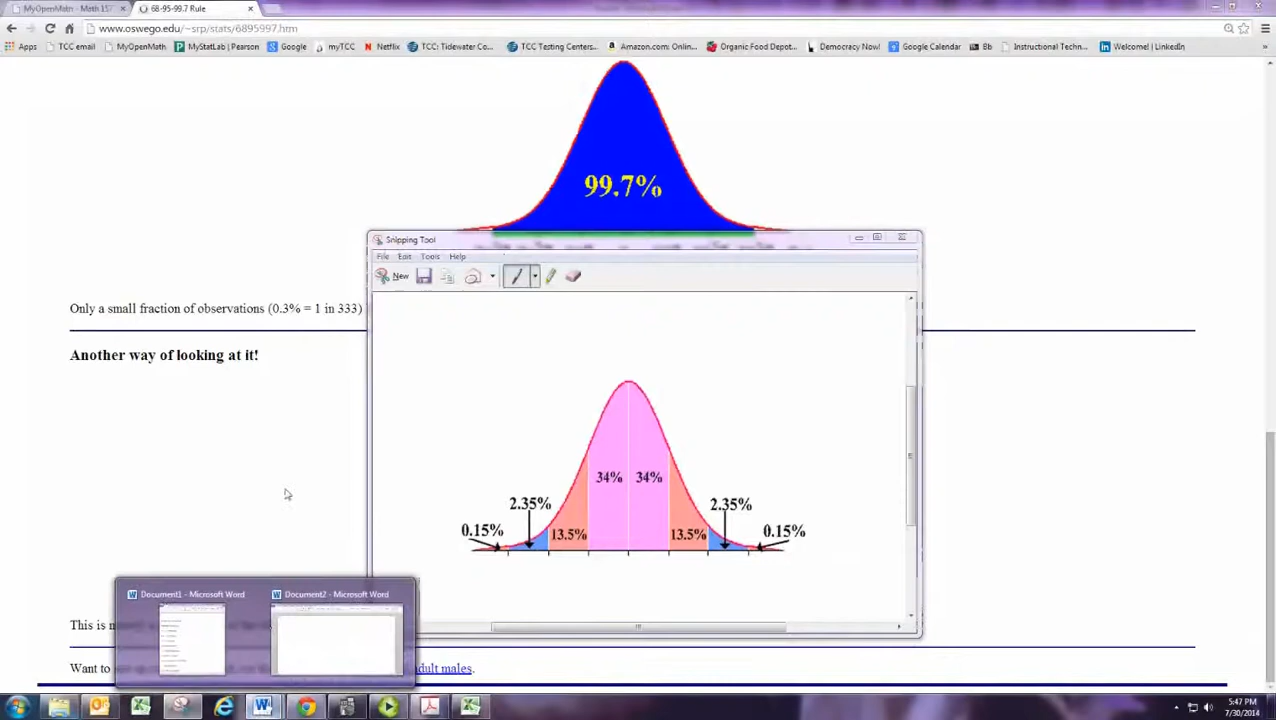 MyOpenMath - Math 157
68-95-99.7 Rule
www.oswego.edu/~srp/stats/6895997.htm
Apps
TCC email
MyOpenMath
MyStatLab | Pearson
Google
myTCC
Netflix
TCC: Tidewater Co...
TCC Testing Centers...
Amazon.com: Onlin...
Organic Food Depot...
Democracy Now!
Google Calendar
Bb
Instructional Techn...
Welcome! | LinkedIn
99.7%
Snipping Tool
File Edit Tools Help
New
Only a small fraction of observations (0.3% = 1 in 333)
Another way of looking at it!
34% 34%
2.35% 2.35%
0.15% 13.5% 13.5% 0.15%
Document1 - Microsoft Word
Document2 - Microsoft Word
This is
Want to
adult males.
5:47 PM
7/30/2014